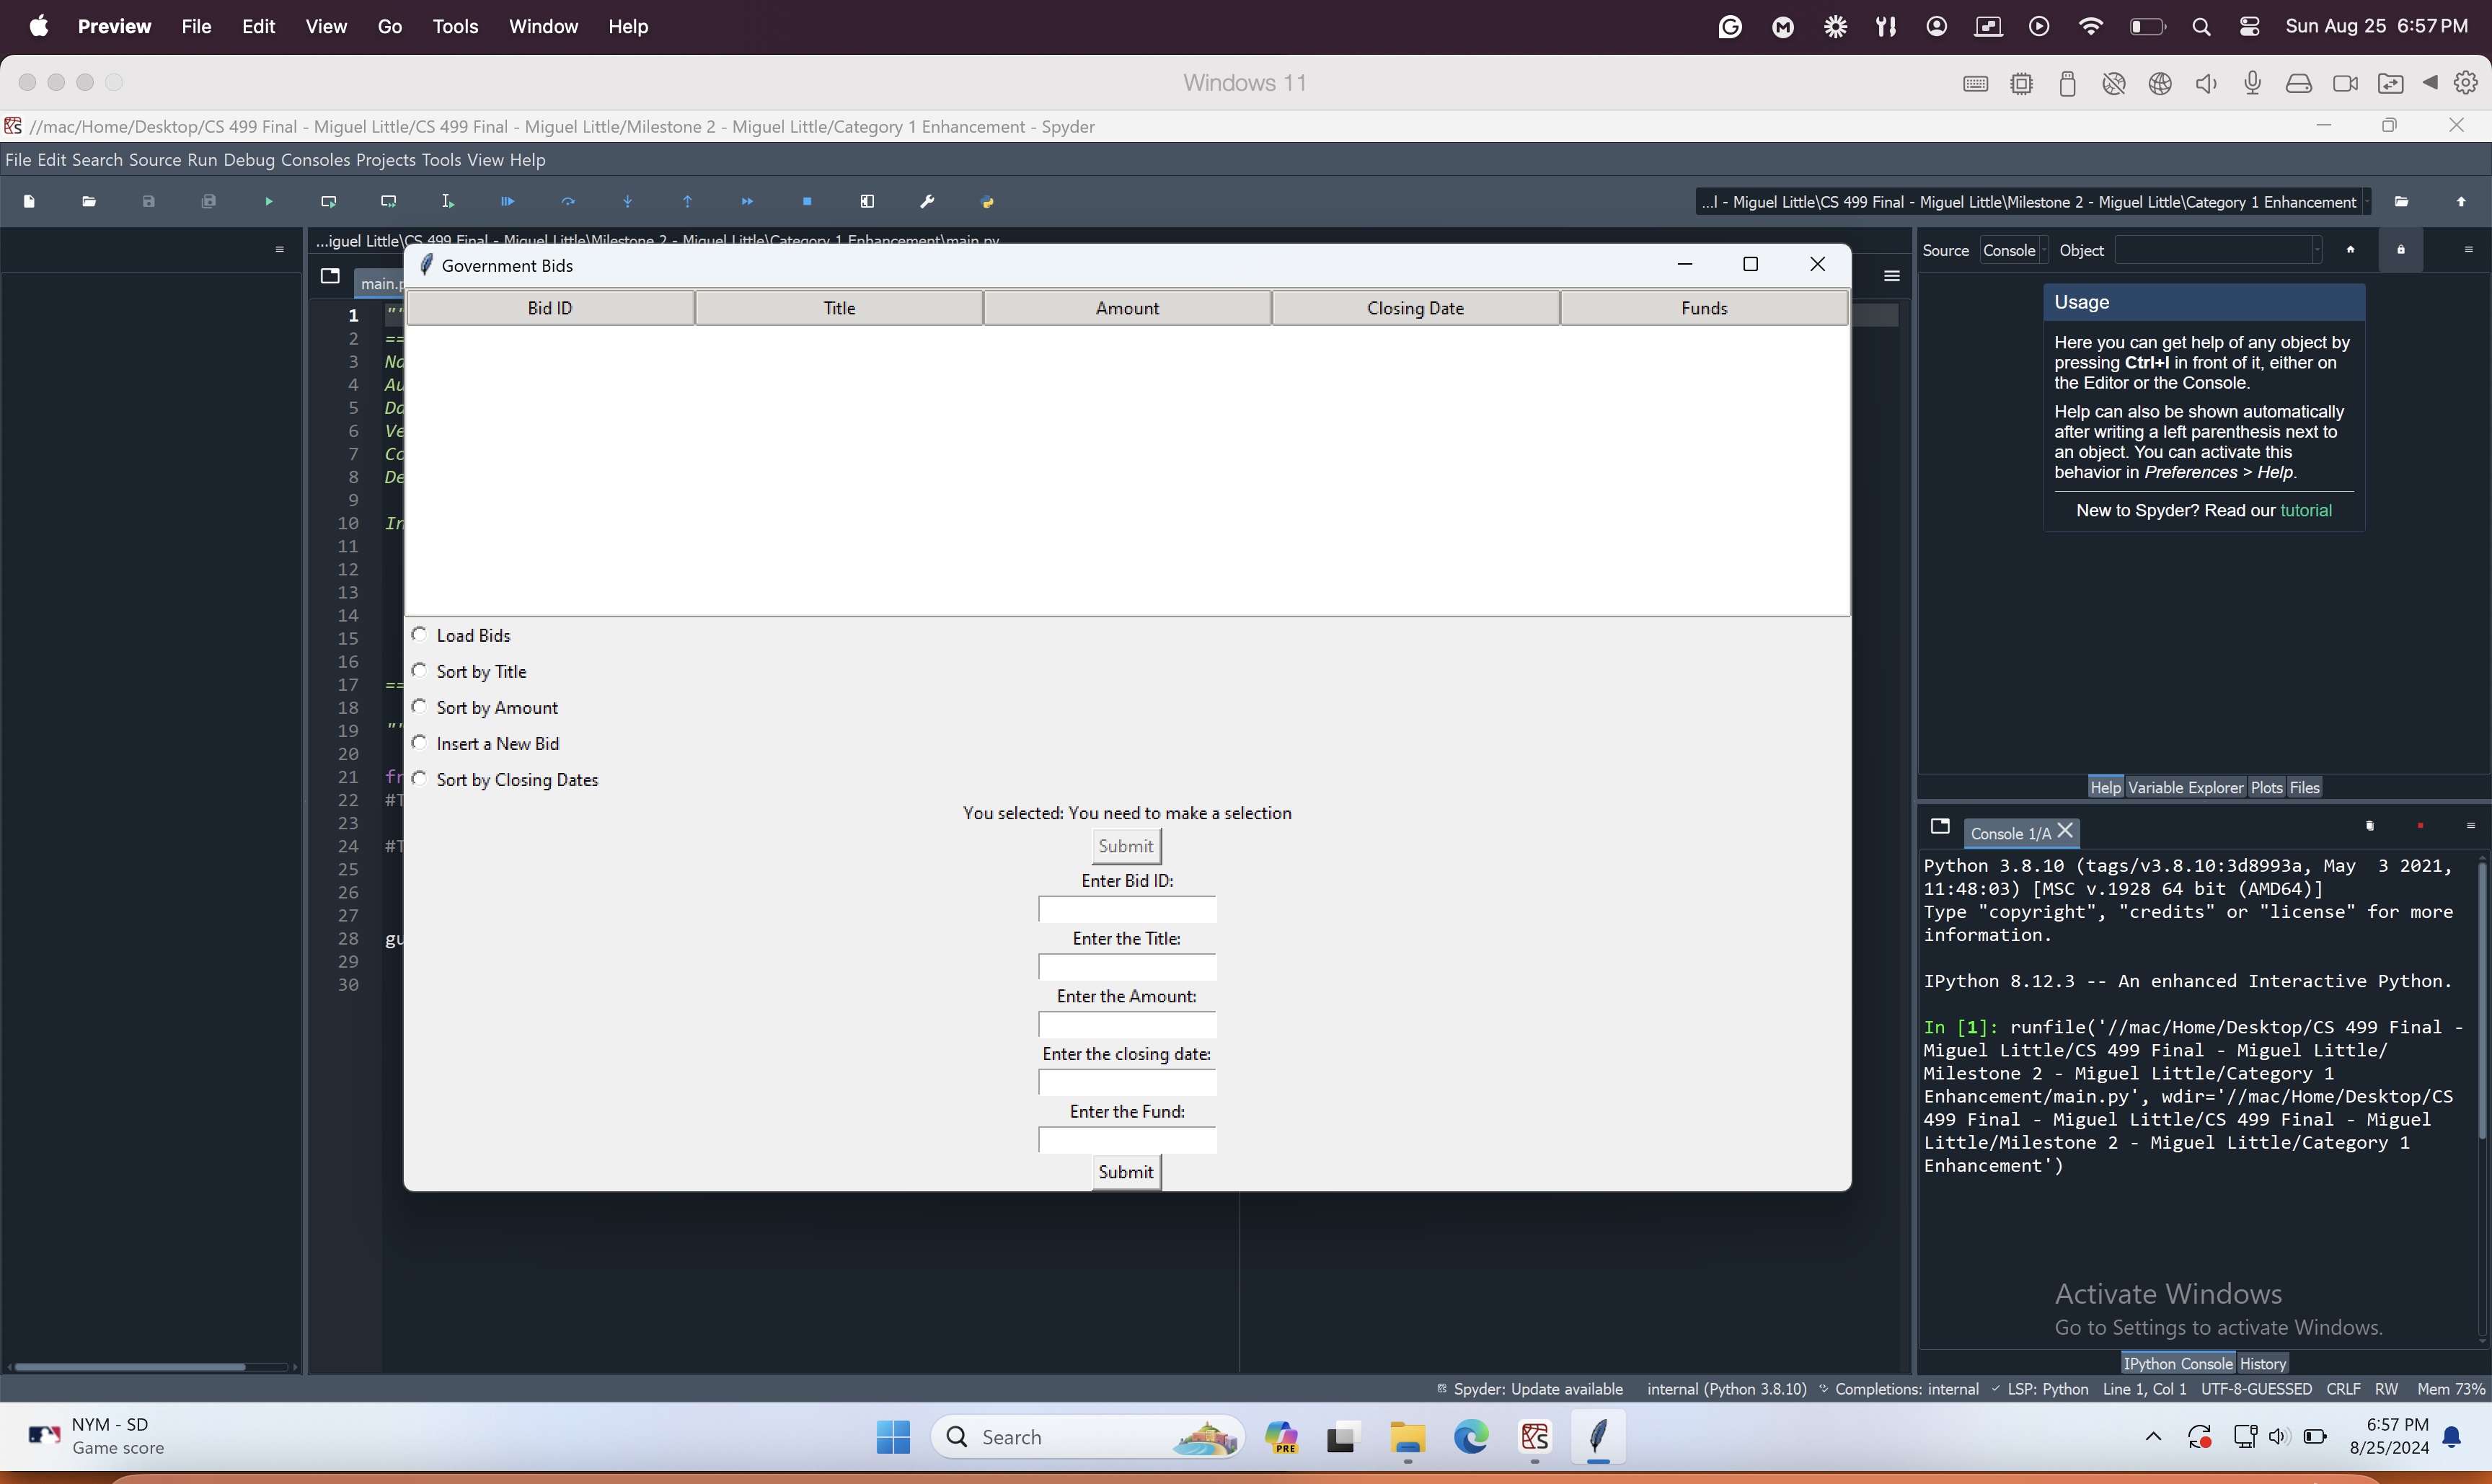 Preview File Edit View Go Tools Window Help Sun Aug 25 6:57 PM
Windows 11
//mac/Home/Desktop/CS 499 Final - Miguel Little/CS 499 Final - Miguel Little/Milestone 2 - Miguel Little/Category 1 Enhancement - Spyder
File Edit Search Source Run Debug Consoles Projects Tools View Help
...l - Miguel Little\CS 499 Final - Miguel Little\Milestone 2 - Miguel Little\Category 1 Enhancement
...iguel Little\CS 499 Final - Miguel Little\Milestone 2 - Miguel Little\Category 1 Enhancement\main.py
main.p
1 ""
2 ==
3 Na
4 Au
5 Da
6 Ve
7 Co
8 De
9
10 In
11
12
13
14
15
16
17 ==
18
19 ""
20
21 fr
22 #T
23
24 #T
25
26
27
28 gu
29
30
Government Bids
Bid ID Title Amount Closing Date Funds
Load Bids
Sort by Title
Sort by Amount
Insert a New Bid
Sort by Closing Dates
You selected: You need to make a selection
Submit
Enter Bid ID:
Enter the Title:
Enter the Amount:
Enter the closing date:
Enter the Fund:
Submit
Source Console Object
Usage
Here you can get help of any object by
pressing Ctrl+I in front of it, either on
the Editor or the Console.
Help can also be shown automatically
after writing a left parenthesis next to
an object. You can activate this
behavior in Preferences > Help.
New to Spyder? Read our tutorial
Help Variable Explorer Plots Files
Console 1/A
Python 3.8.10 (tags/v3.8.10:3d8993a, May 3 2021,
11:48:03) [MSC v.1928 64 bit (AMD64)]
Type "copyright", "credits" or "license" for more
information.
IPython 8.12.3 -- An enhanced Interactive Python.
In [1]: runfile('//mac/Home/Desktop/CS 499 Final -
Miguel Little/CS 499 Final - Miguel Little/
Milestone 2 - Miguel Little/Category 1
Enhancement/main.py', wdir='//mac/Home/Desktop/CS
499 Final - Miguel Little/CS 499 Final - Miguel
Little/Milestone 2 - Miguel Little/Category 1
Enhancement')
Activate Windows
Go to Settings to activate Windows.
IPython Console History
Spyder: Update available internal (Python 3.8.10) Completions: internal LSP: Python Line 1, Col 1 UTF-8-GUESSED CRLF RW Mem 73%
NYM - SD
Game score
Search
PRE
6:57 PM
8/25/2024